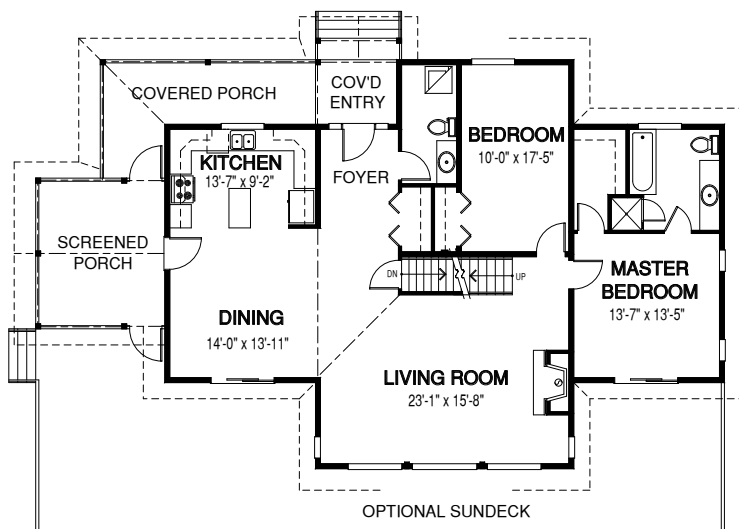 COV'D
ENTRY
COVERED PORCH
KITCHEN
13'-7" x 9'-2"
FOYER
BEDROOM
10'-0" x 17'-5"
SCREENED
PORCH
DN
UP
MASTER
BEDROOM
13'-7" x 13'-5"
DINING
14'-0" x 13'-11"
LIVING ROOM
23'-1" x 15'-8"
OPTIONAL SUNDECK